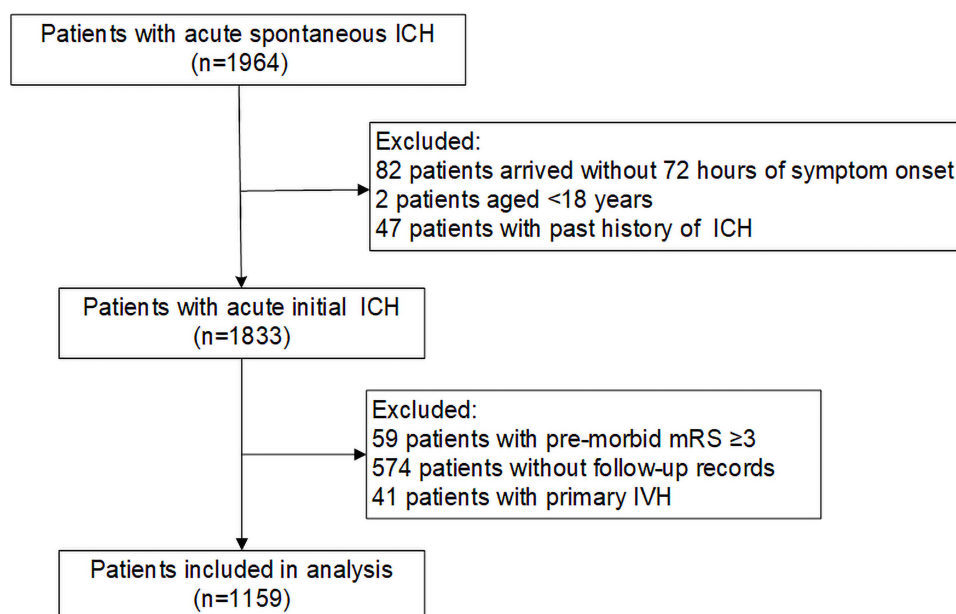 Patients with acute spontaneous ICH
(n=1964)
Excluded:
82 patients arrived without 72 hours of symptom onset
2 patients aged <18 years
47 patients with past history of ICH
Patients with acute initial ICH
(n=1833)
Excluded:
59 patients with pre-morbid mRS ≥3
574 patients without follow-up records
41 patients with primary IVH
Patients included in analysis
(n=1159)